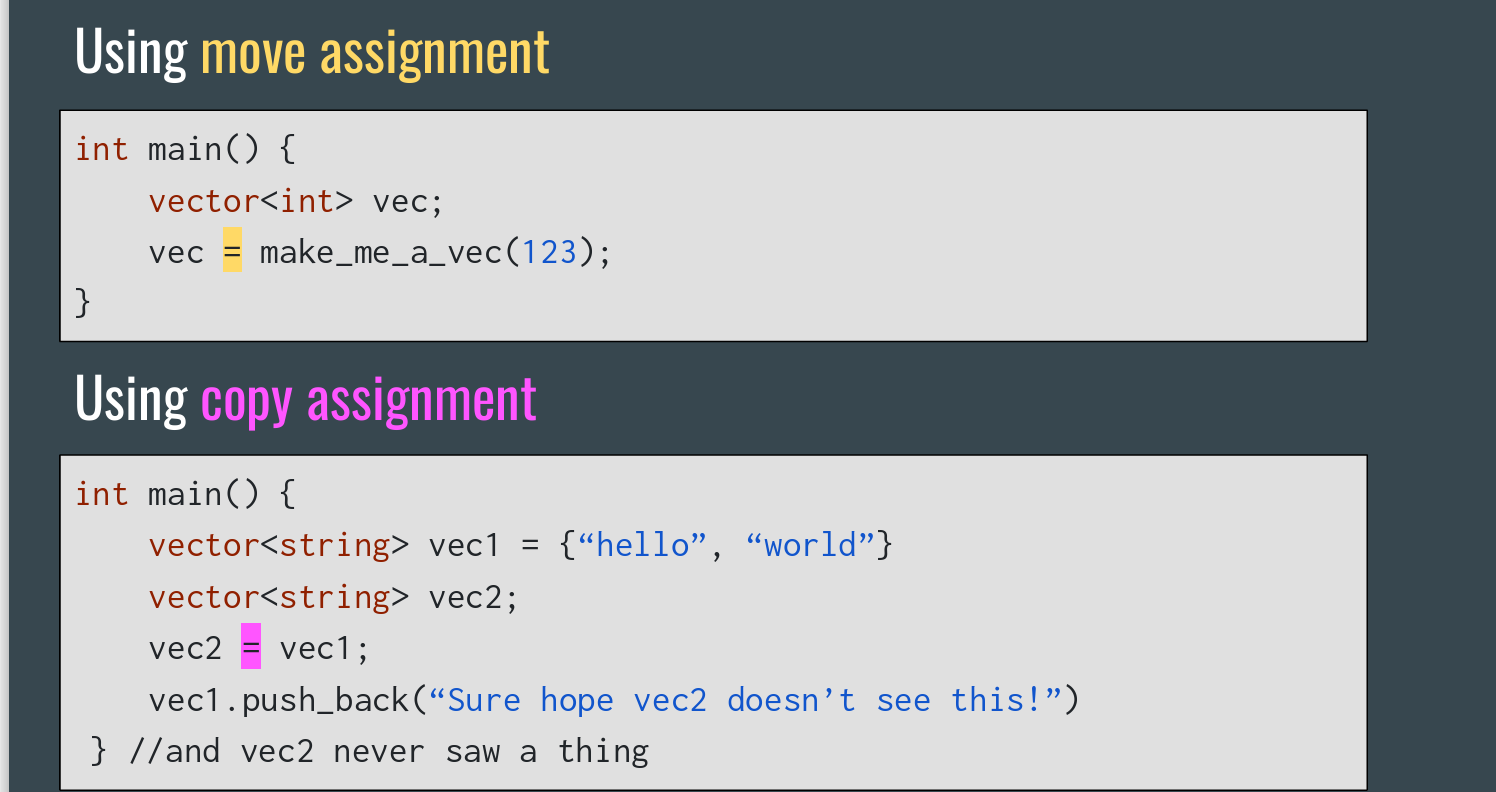 Using move assignment
int main() {
vector<int> vec;
vec = make_me_a_vec(123);
}
Using copy assignment
int main() {
vector<string> vec1 = {“hello”, “world”}
vector<string> vec2;
vec2 = vec1;
vec1.push_back(“Sure hope vec2 doesn’t see this!”)
} //and vec2 never saw a thing